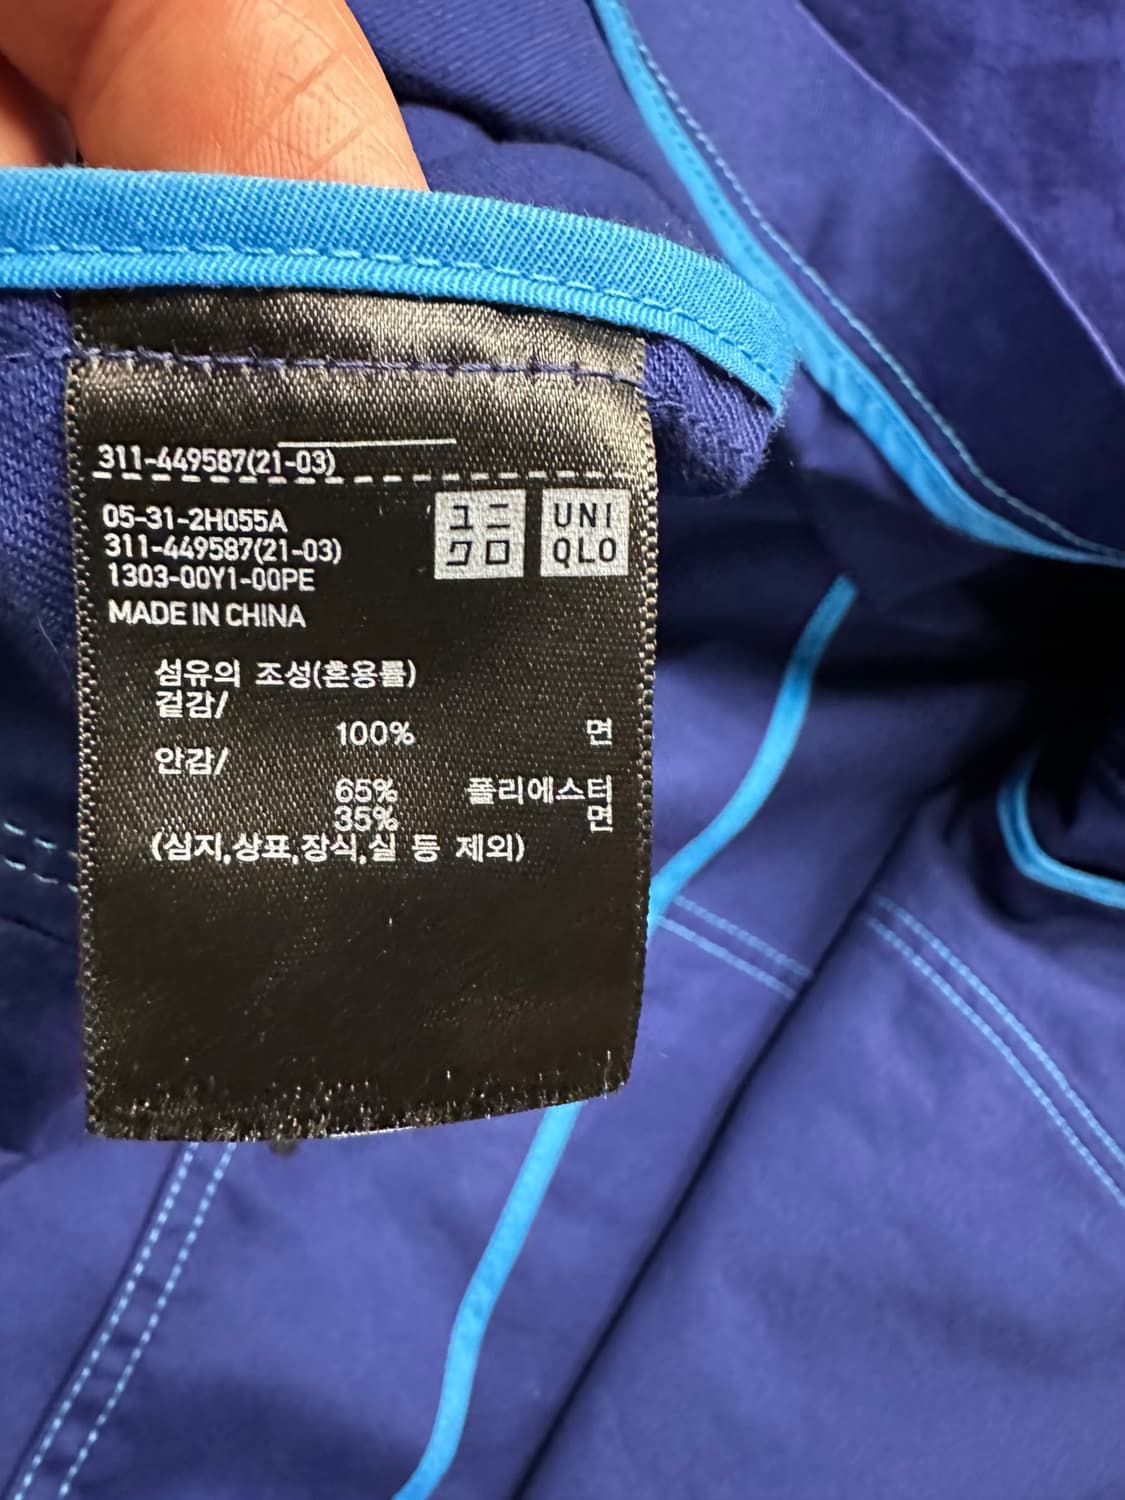 311-449587(21-03)
05-31-2H055A
311-449587(21-03)
1303-00Y1-00PE
MADE IN CHINA
ユニ
クロ
UNI
QLO
섬유의 조성(혼용률)
겉감/
100% 면
안감/
65% 폴리에스터
35% 면
(심지,상표,장식,실 등 제외)